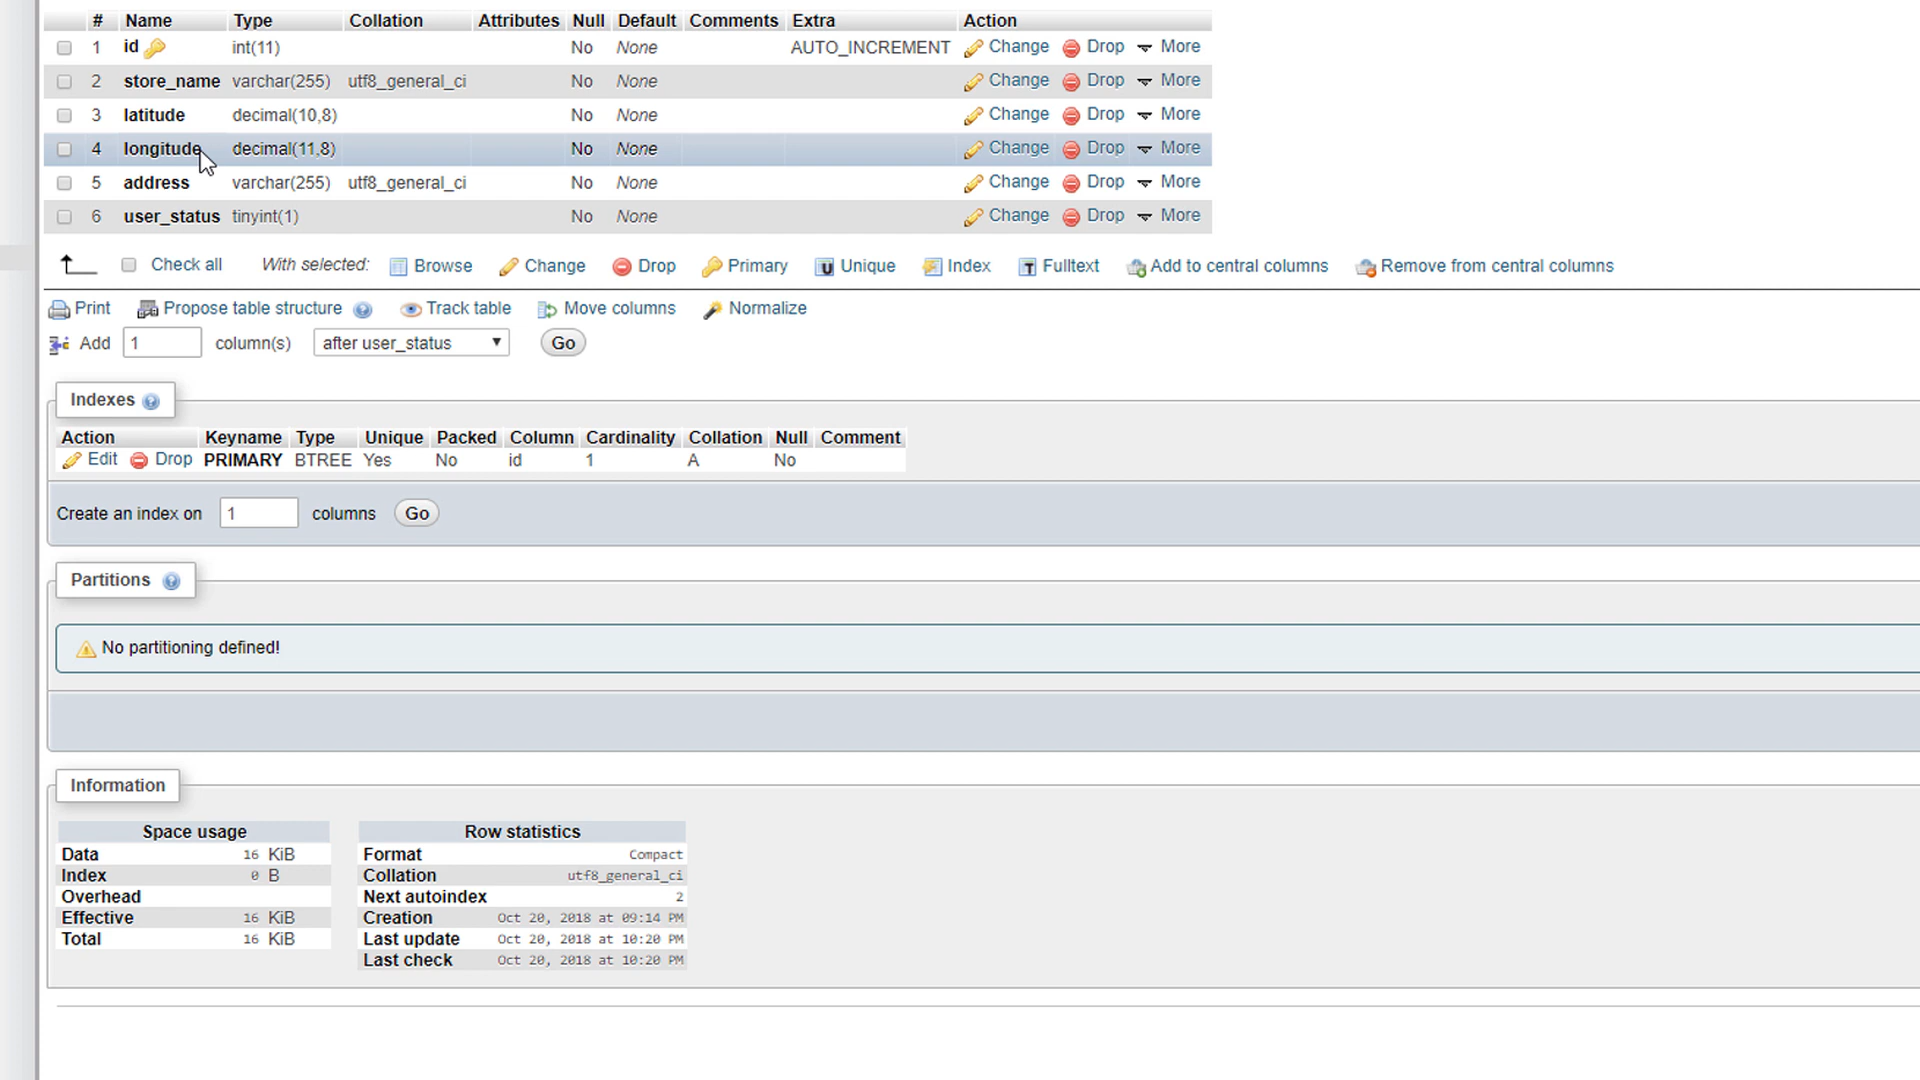 # Name Type Collation Attributes Null Default Comments Extra Action
1 id int(11) No None AUTO_INCREMENT Change Drop More
2 store_name varchar(255) utf8_general_ci No None Change Drop More
3 latitude decimal(10,8) No None Change Drop More
4 longitude decimal(11,8) No None Change Drop More
5 address varchar(255) utf8_general_ci No None Change Drop More
6 user_status tinyint(1) No None Change Drop More
Check all With selected: Browse Change Drop Primary Unique Index Fulltext Add to central columns Remove from central columns
Print Propose table structure Track table Move columns Normalize
Add 1 column(s) after user_status Go
Indexes
Action Keyname Type Unique Packed Column Cardinality Collation Null Comment
Edit Drop PRIMARY BTREE Yes No id 1 A No
Create an index on 1 columns Go
Partitions
No partitioning defined!
Information
Space usage
Data 16 KiB
Index 0 B
Overhead
Effective 16 KiB
Total 16 KiB
Row statistics
Format Compact
Collation utf8_general_ci
Next autoindex 2
Creation Oct 20, 2018 at 09:14 PM
Last update Oct 20, 2018 at 10:20 PM
Last check Oct 20, 2018 at 10:20 PM